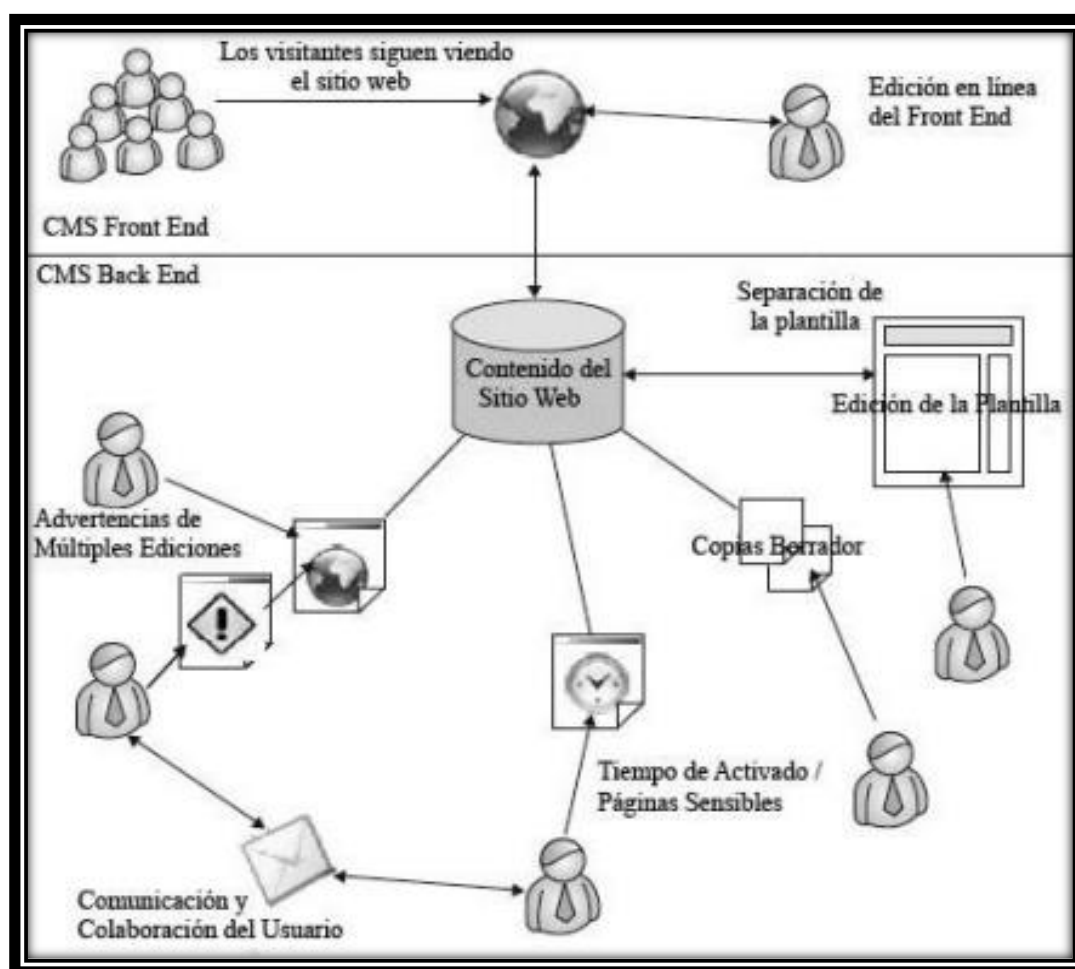 Los visitantes siguen viendo
el sitio web
Edición en línea
del Front End
CMS Front End
CMS Back End
Separación de
la plantilla
Contenido del
Sitio Web
Edición de la Plantilla
Advertencias de
Múltiples Ediciones
Copias Borrador
Tiempo de Activado /
Páginas Sensibles
Comunicación y
Colaboración del Usuario